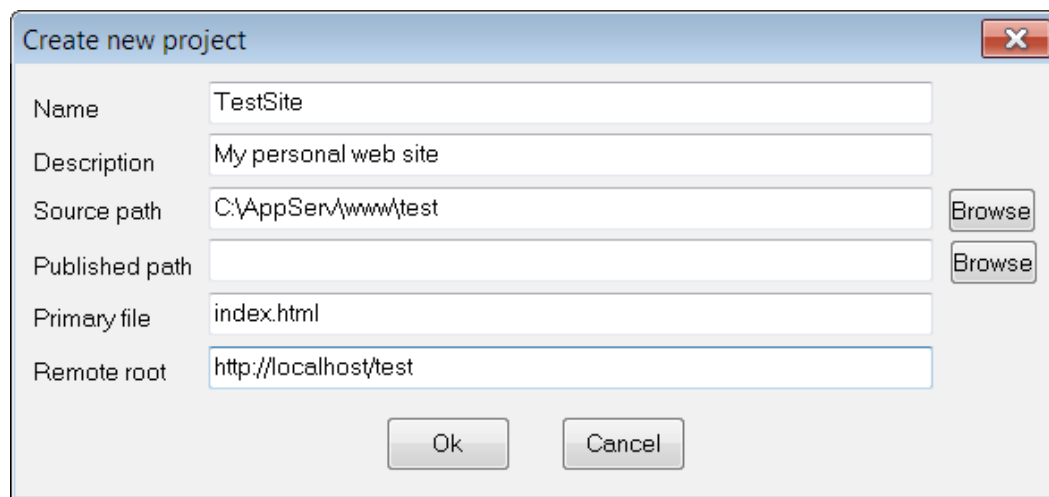 Create new project
Name TestSite
Description My personal web site
Source path C:\AppServ\www\test Browse
Published path Browse
Primary file index.html
Remote root http://localhost/test
Ok Cancel